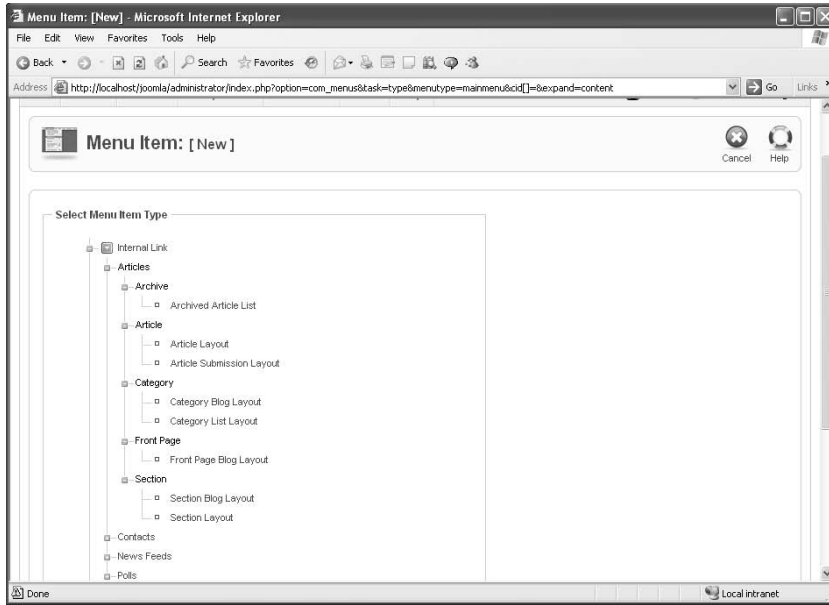 Menu Item: [New] - Microsoft Internet Explorer
File Edit View Favorites Tools Help
Back Search Favorites
Address http://localhost/joomla/administrator/index.php?option=com_menus&task=type&menutype=mainmenu&cid[]=&expand=content Go Links
Menu Item: [New]
Cancel Help
Select Menu Item Type
Internal Link
Articles
Archive
Archived Article List
Article
Article Layout
Article Submission Layout
Category
Category Blog Layout
Category List Layout
Front Page
Front Page Blog Layout
Section
Section Blog Layout
Section Layout
Contacts
News Feeds
Polls
Done Local intranet